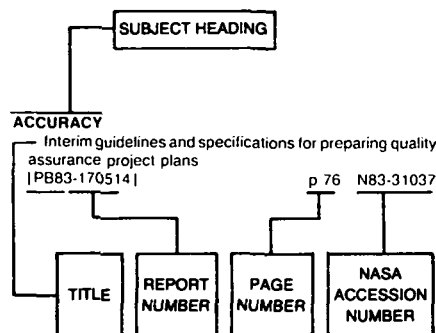 SUBJECT HEADING
ACCURACY
Interim guidelines and specifications for preparing quality
assurance project plans
|PB83-170514| p 76 N83-31037
TITLE
REPORT NUMBER
PAGE NUMBER
NASA ACCESSION NUMBER